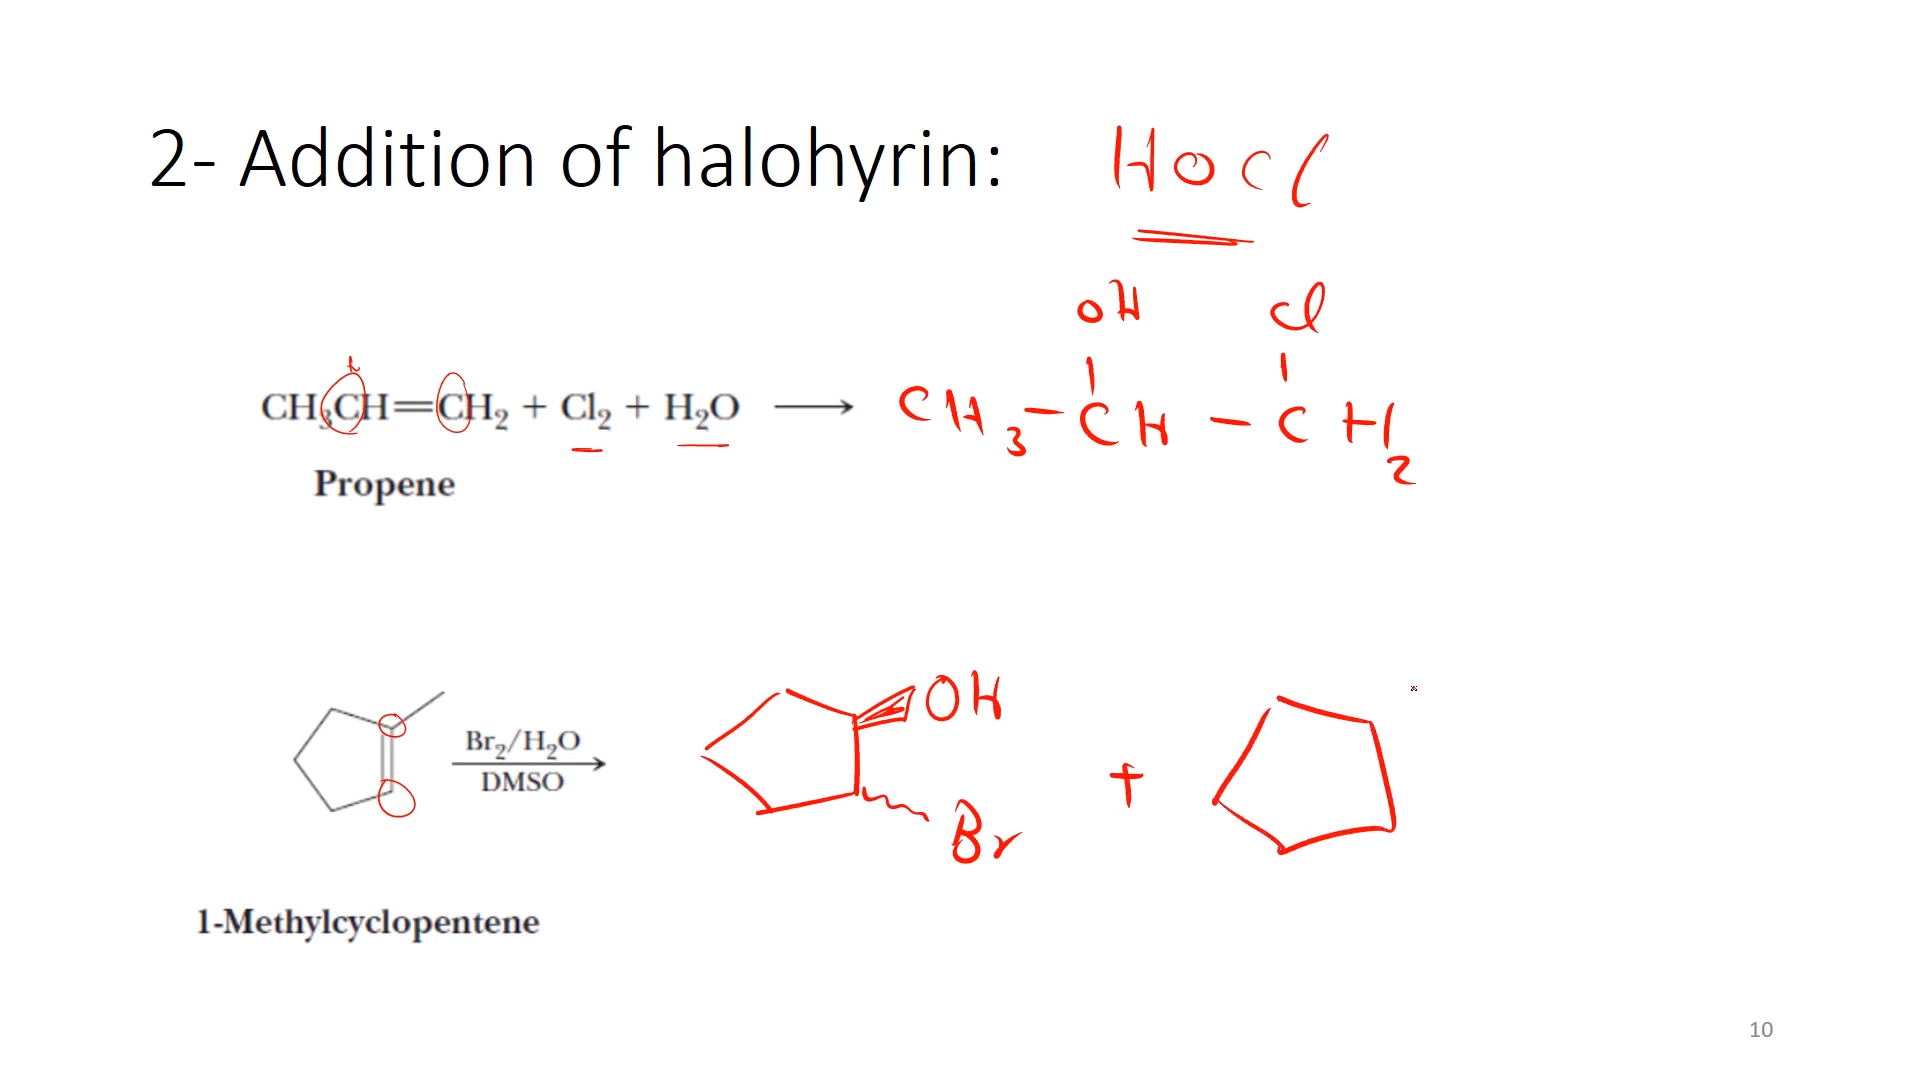 2- Addition of halohyrin: HOCl
OH Cl
CH₃CH=CH₂ + Cl₂ + H₂O ⟶ CH₃-CH-CH₂
Propene
OH
Br₂/H₂O
DMSO
+
Br
1-Methylcyclopentene
10